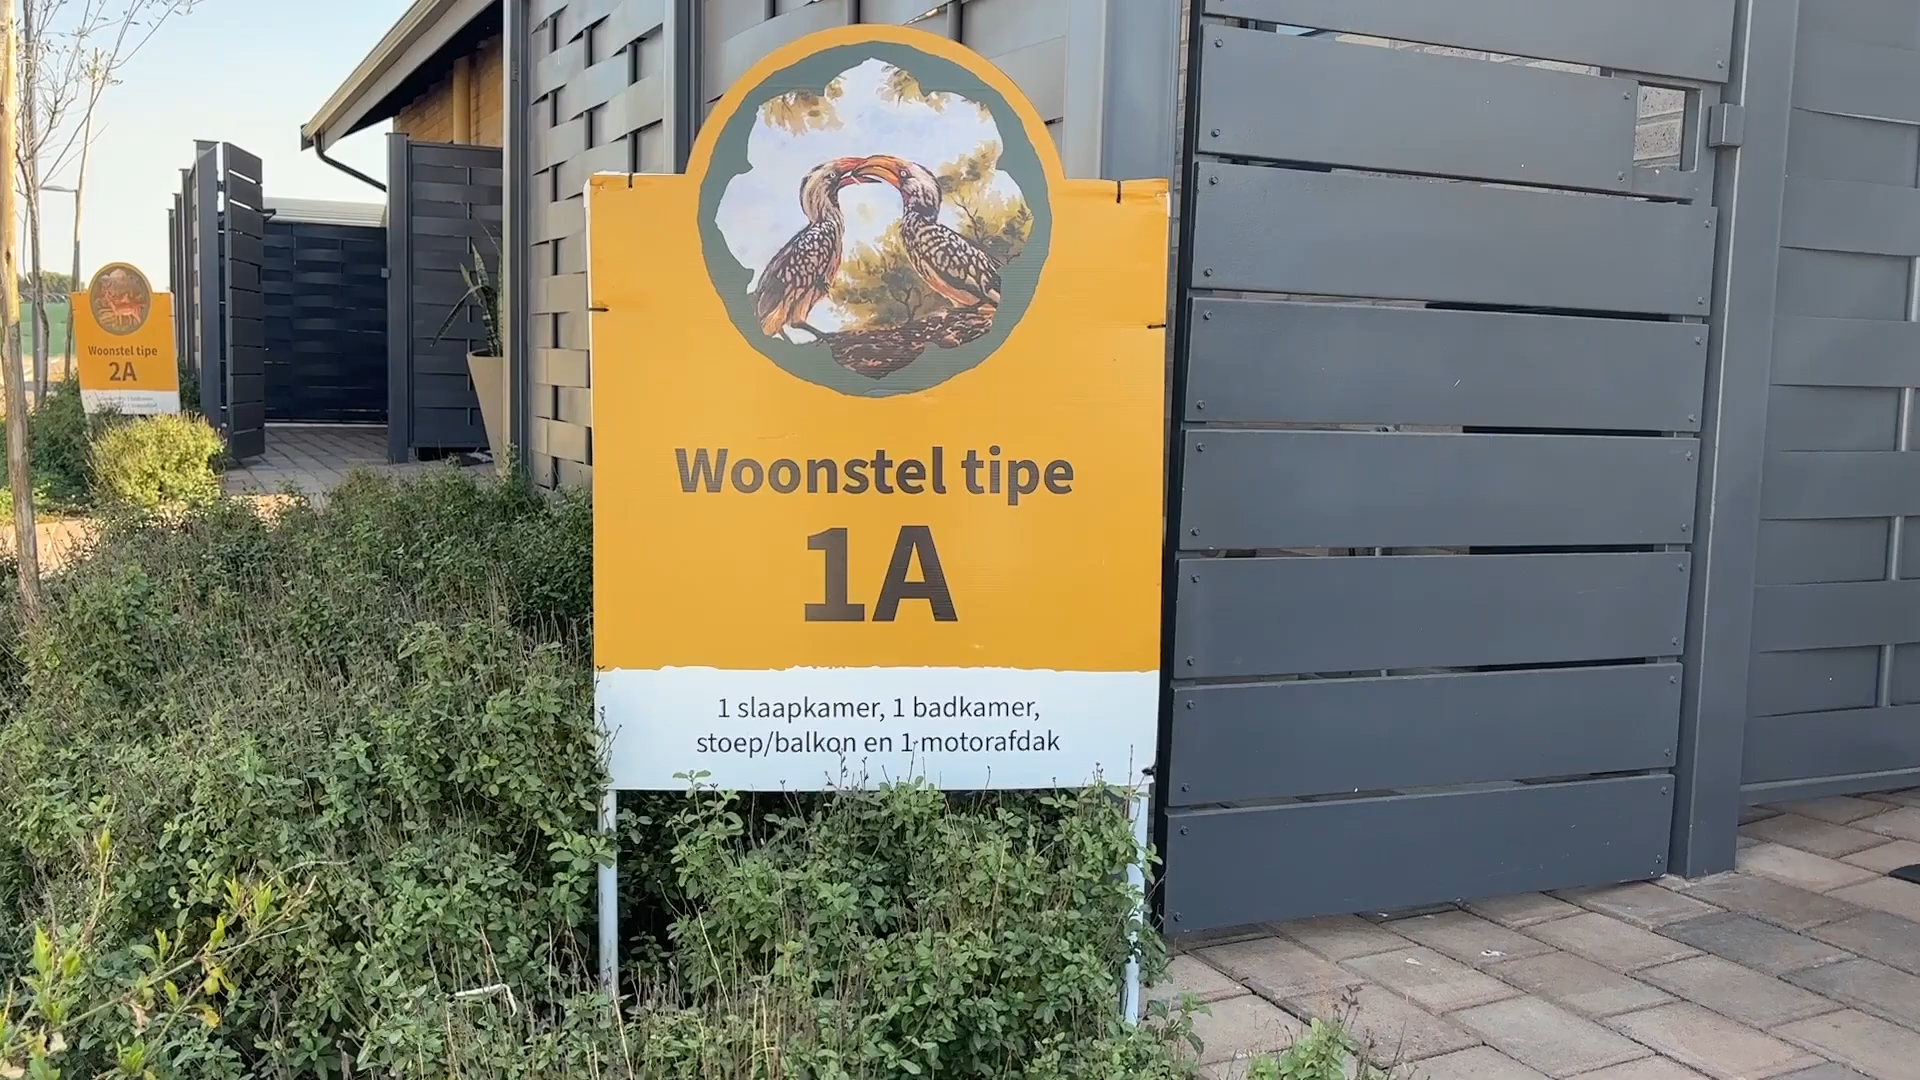 Woonstel tipe
1A
1 slaapkamer, 1 badkamer,
stoep/balkon en 1 motorafdak
Woonstel tipe
2A